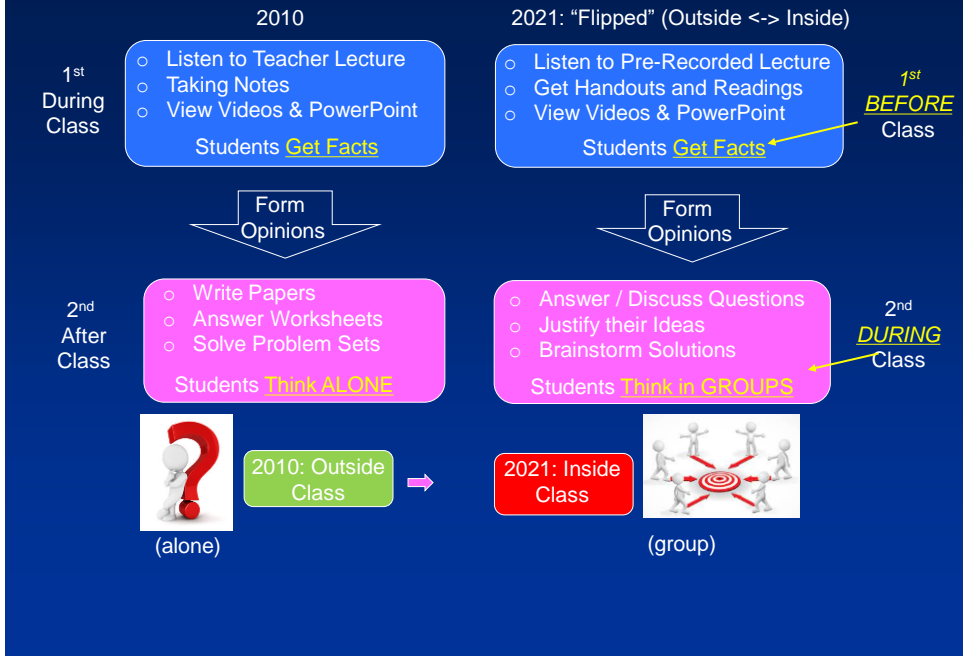 2010
2021: “Flipped” (Outside <-> Inside)
1st
During
Class
o Listen to Teacher Lecture
o Taking Notes
o View Videos & PowerPoint
Students Get Facts
o Listen to Pre-Recorded Lecture
o Get Handouts and Readings
o View Videos & PowerPoint
Students Get Facts
1st
BEFORE
Class
Form
Opinions
Form
Opinions
2nd
After
Class
o Write Papers
o Answer Worksheets
o Solve Problem Sets
Students Think ALONE
o Answer / Discuss Questions
o Justify their Ideas
o Brainstorm Solutions
Students Think in GROUPS
2nd
DURING
Class
2010: Outside
Class
2021: Inside
Class
(alone)
(group)